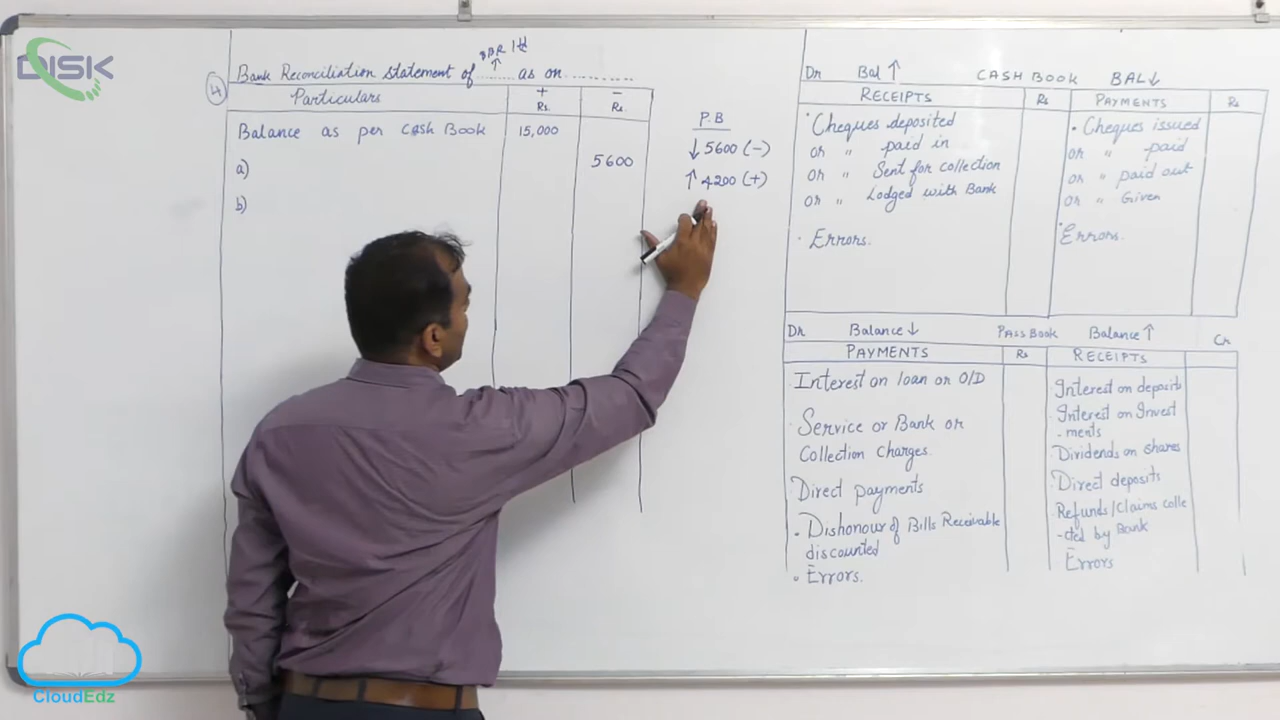 DISK
BBR ltd
↑
Bank Reconciliation Statement of ........ as on ..........
4
Particulars
+
Rs.
-
Rs.
Balance as per Cash Book 15,000
a) 5600
b)
P.B
↓ 5600 (-)
↑ 4200 (+)
Dr Bal ↑ CASH BOOK BAL ↓
RECEIPTS Rs PAYMENTS Rs
· Cheques deposited
or " paid in
or " Sent for collection
or " Lodged with Bank
· Errors.
· Cheques issued
or " paid
or " paid out
or " Given
· Errors.
Dr Balance ↓ PASS BOOK Balance ↑ Cr
PAYMENTS Rs RECEIPTS
· Interest on loan or O/D
· Service or Bank or
Collection Charges.
· Direct payments
· Dishonour of Bills Receivable
discounted
· Errors.
· Interest on deposits
· Interest on Invest
-ments
· Dividends on shares
· Direct deposits
· Refunds/Claims colle
-cted by Bank
Errors
CloudEdz